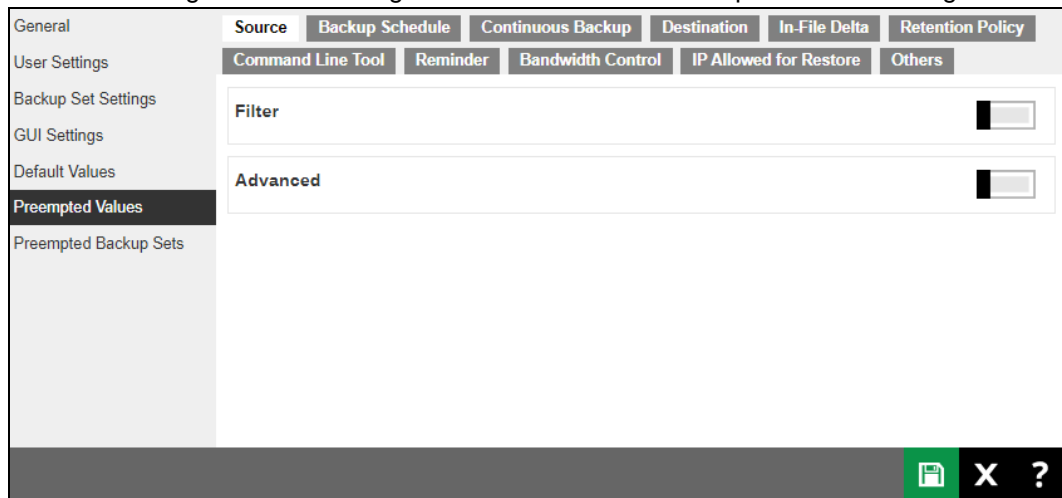 General
User Settings
Backup Set Settings
GUI Settings
Default Values
Preempted Values
Preempted Backup Sets
Source Backup Schedule Continuous Backup Destination In-File Delta Retention Policy
Command Line Tool Reminder Bandwidth Control IP Allowed for Restore Others
Filter
Advanced
X ?